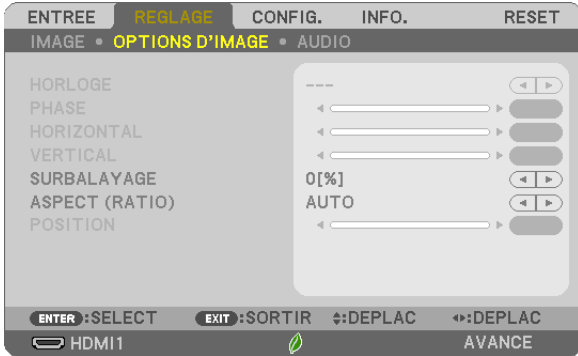 ENTREE REGLAGE CONFIG. INFO. RESET
IMAGE • OPTIONS D'IMAGE • AUDIO
HORLOGE ---
PHASE
HORIZONTAL
VERTICAL
SURBALAYAGE 0[%]
ASPECT (RATIO) AUTO
POSITION
ENTER :SELECT EXIT :SORTIR :DEPLAC :DEPLAC
HDMI1 AVANCE